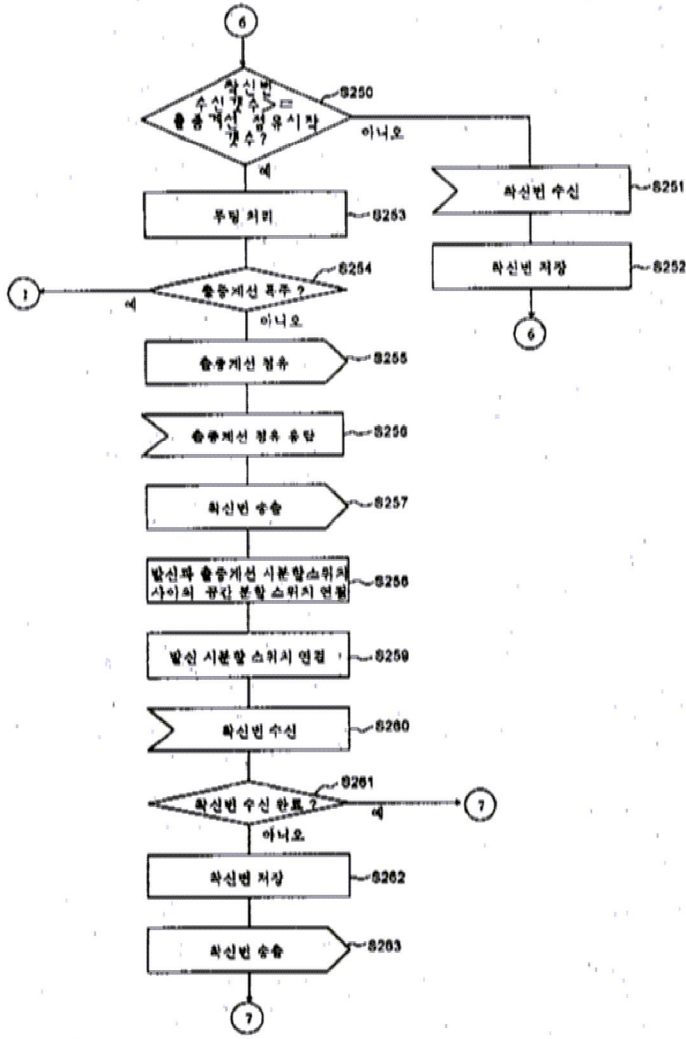 6
착신번
수신갯수>=
출중계선 점유시작
갯수?
S250
아니오
예
착신번 수신
S251
루팅 처리
S253
착신번 저장
S252
출중계선 폭주 ?
S254
1
예
아니오
6
출중계선 점유
S255
출중계선 점유 응답
S256
착신번 송출
S257
발신과 출중계선 시분할스위치
사이의 공간 분할 스위치 연결
S258
발신 시분할 스위치 연결
S259
착신번 수신
S260
착신번 수신 완료 ?
S261
예
7
아니오
착신번 저장
S262
착신번 송출
S263
7